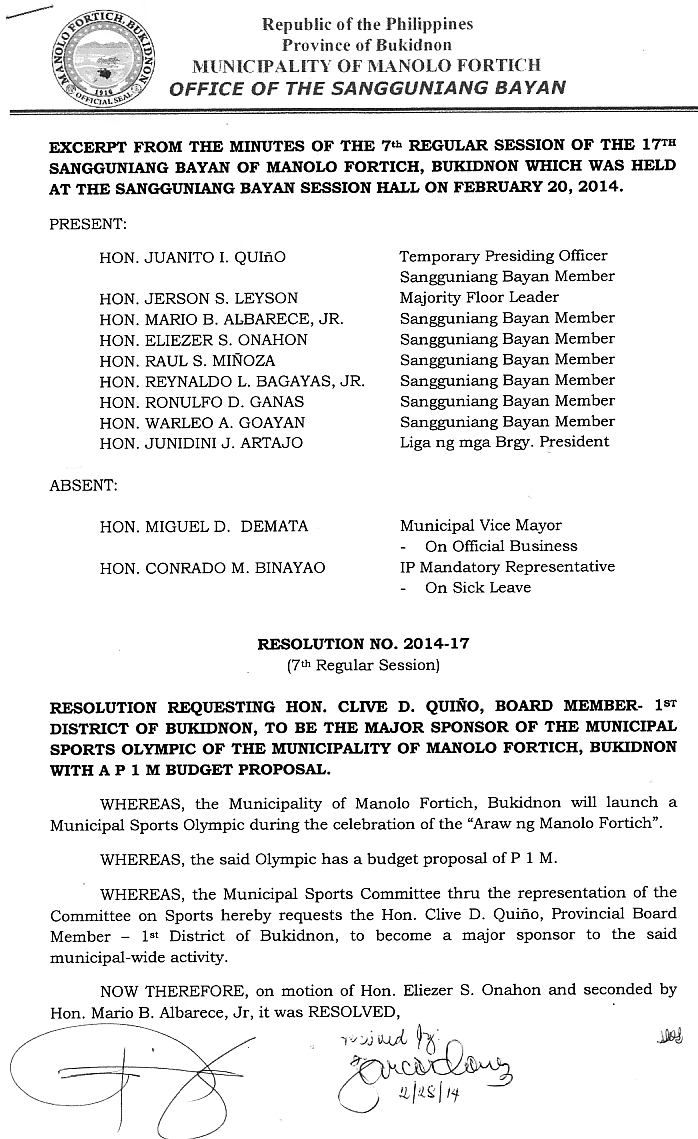 MANOLO FORTICH, BUKIDNON
1914
OFFICIAL SEAL
Republic of the Philippines
Province of Bukidnon
MUNICIPALITY OF MANOLO FORTICH
OFFICE OF THE SANGGUNIANG BAYAN
EXCERPT FROM THE MINUTES OF THE 7th REGULAR SESSION OF THE 17TH
SANGGUNIANG BAYAN OF MANOLO FORTICH, BUKIDNON WHICH WAS HELD
AT THE SANGGUNIANG BAYAN SESSION HALL ON FEBRUARY 20, 2014.
PRESENT:
HON. JUANITO I. QUIñO Temporary Presiding Officer
Sangguniang Bayan Member
HON. JERSON S. LEYSON Majority Floor Leader
HON. MARIO B. ALBARECE, JR. Sangguniang Bayan Member
HON. ELIEZER S. ONAHON Sangguniang Bayan Member
HON. RAUL S. MIÑOZA Sangguniang Bayan Member
HON. REYNALDO L. BAGAYAS, JR. Sangguniang Bayan Member
HON. RONULFO D. GANAS Sangguniang Bayan Member
HON. WARLEO A. GOAYAN Sangguniang Bayan Member
HON. JUNIDINI J. ARTAJO Liga ng mga Brgy. President
ABSENT:
HON. MIGUEL D. DEMATA Municipal Vice Mayor
- On Official Business
HON. CONRADO M. BINAYAO IP Mandatory Representative
- On Sick Leave
RESOLUTION NO. 2014-17
(7th Regular Session)
RESOLUTION REQUESTING HON. CLIVE D. QUIÑO, BOARD MEMBER- 1ST
DISTRICT OF BUKIDNON, TO BE THE MAJOR SPONSOR OF THE MUNICIPAL
SPORTS OLYMPIC OF THE MUNICIPALITY OF MANOLO FORTICH, BUKIDNON
WITH A P 1 M BUDGET PROPOSAL.
WHEREAS, the Municipality of Manolo Fortich, Bukidnon will launch a
Municipal Sports Olympic during the celebration of the “Araw ng Manolo Fortich”.
WHEREAS, the said Olympic has a budget proposal of P 1 M.
WHEREAS, the Municipal Sports Committee thru the representation of the
Committee on Sports hereby requests the Hon. Clive D. Quiño, Provincial Board
Member – 1st District of Bukidnon, to become a major sponsor to the said
municipal-wide activity.
NOW THEREFORE, on motion of Hon. Eliezer S. Onahon and seconded by
Hon. Mario B. Albarece, Jr, it was RESOLVED,
received by:
2/28/14